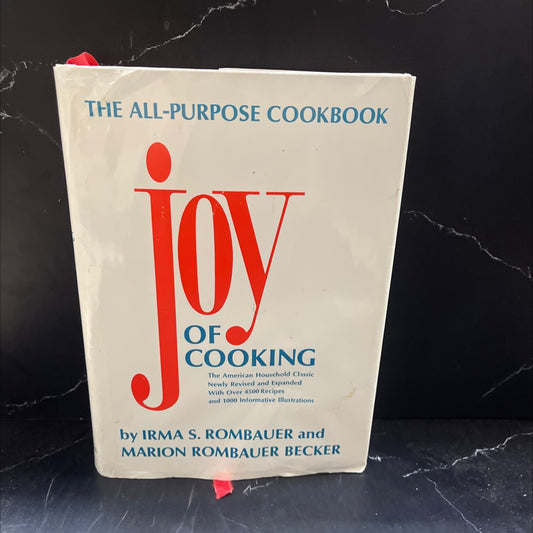 THE ALL-PURPOSE COOKBOOK
joy
OF
COOKING
The American Household Classic
Newly Revised and Expanded
With Over 4500 Recipes
and 1000 Informative Illustrations
by IRMA S. ROMBAUER and
MARION ROMBAUER BECKER